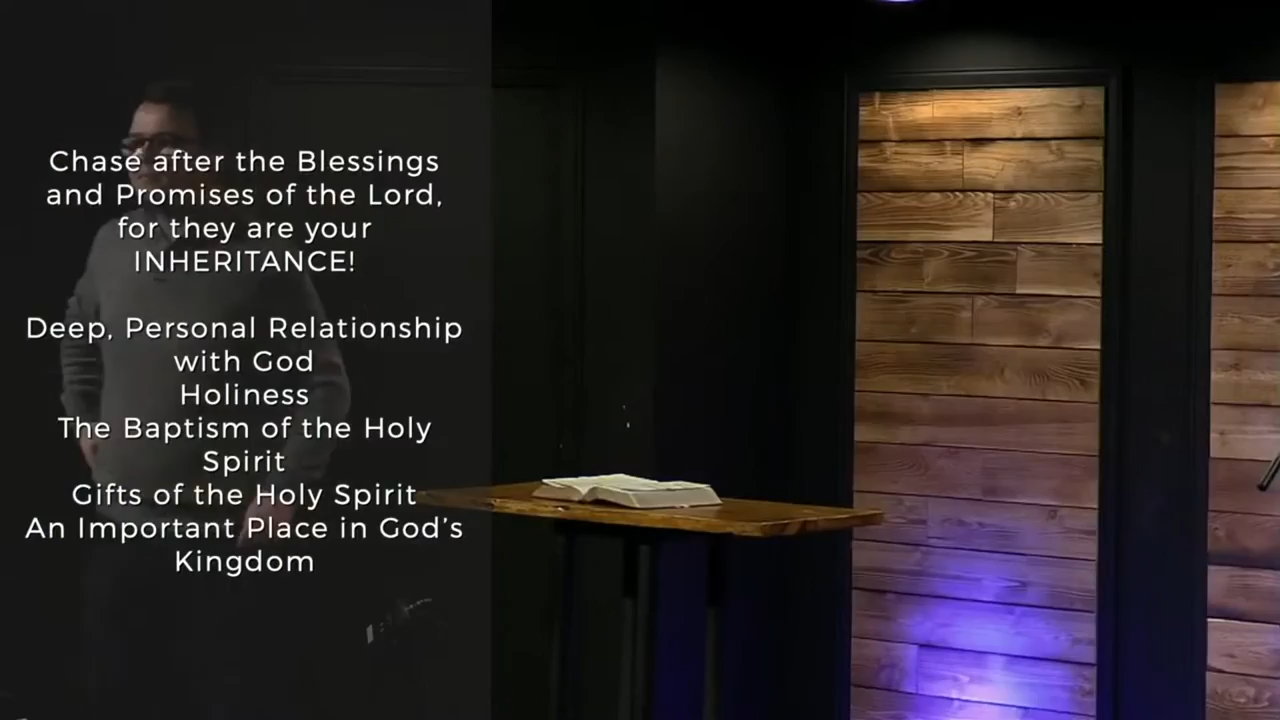 Chase after the Blessings
and Promises of the Lord,
for they are your
INHERITANCE!
Deep, Personal Relationship
with God
Holiness
The Baptism of the Holy
Spirit
Gifts of the Holy Spirit
An Important Place in God's
Kingdom